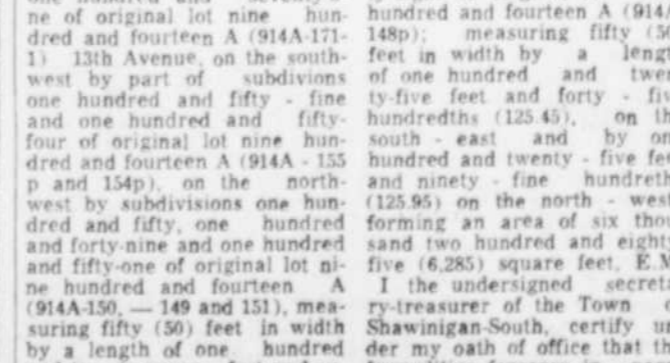 ne of original lot nine hun-
dred and fourteen A (914A-171-
1) 13th Avenue, on the south-
west by part of subdivions
one hundred and fifty - fine
and one hundred and fifty-
four of original lot nine hun-
dred and fourteen A (914A - 155
p and 154p), on the north-
west by subdivisions one hun-
dred and fifty, one hundred
and forty-nine and one hundred
and fifty-one of original lot ni-
ne hundred and fourteen A
(914A-150, — 149 and 151), mea-
suring fifty (50) feet in width
by a length of one hundred
hundred and fourteen A (914
148p); measuring fifty (50
feet in width by a lengt
of one hundred and twe
ty-five feet and forty - fiv
hundredths (125.45), on th
south - east and by on
hundred and twenty - five fee
and ninety - fine hundreth
(125.95) on the north - west
forming an area of six thou
sand two hundred and eight
five (6,285) square feet, E.M
I the undersigned secreta
ry-treasurer of the Town
Shawinigan-South, certify un
der my oath of office that th